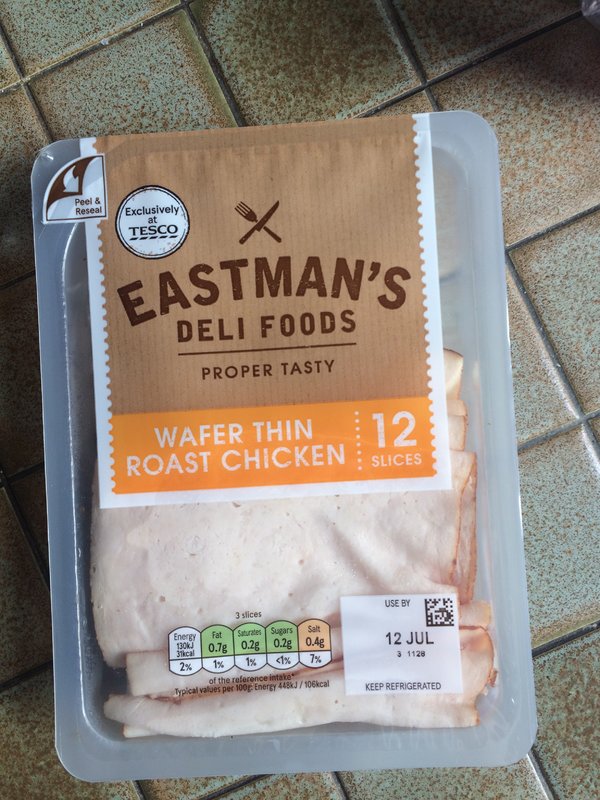 Peel &
Reseal
Exclusively
at
TESCO
EASTMAN'S
DELI FOODS
PROPER TASTY
WAFER THIN
ROAST CHICKEN
12
SLICES
3 slices
Energy
130kJ
31kcal
2%
Fat
0.7g
1%
Saturates
0.2g
1%
Sugars
0.2g
<1%
Salt
0.4g
7%
of the reference intake*
Typical values per 100g: Energy 448kJ / 106kcal
USE BY
12 JUL
3 1128
KEEP REFRIGERATED